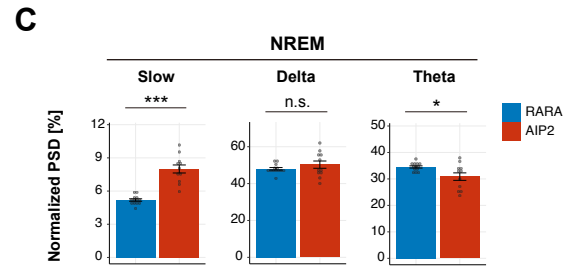 C
NREM
Slow Delta Theta
*** n.s. *
Normalized PSD [%]
12
9
6
3
0
60
40
20
0
50
40
30
20
10
0
RARA
AIP2